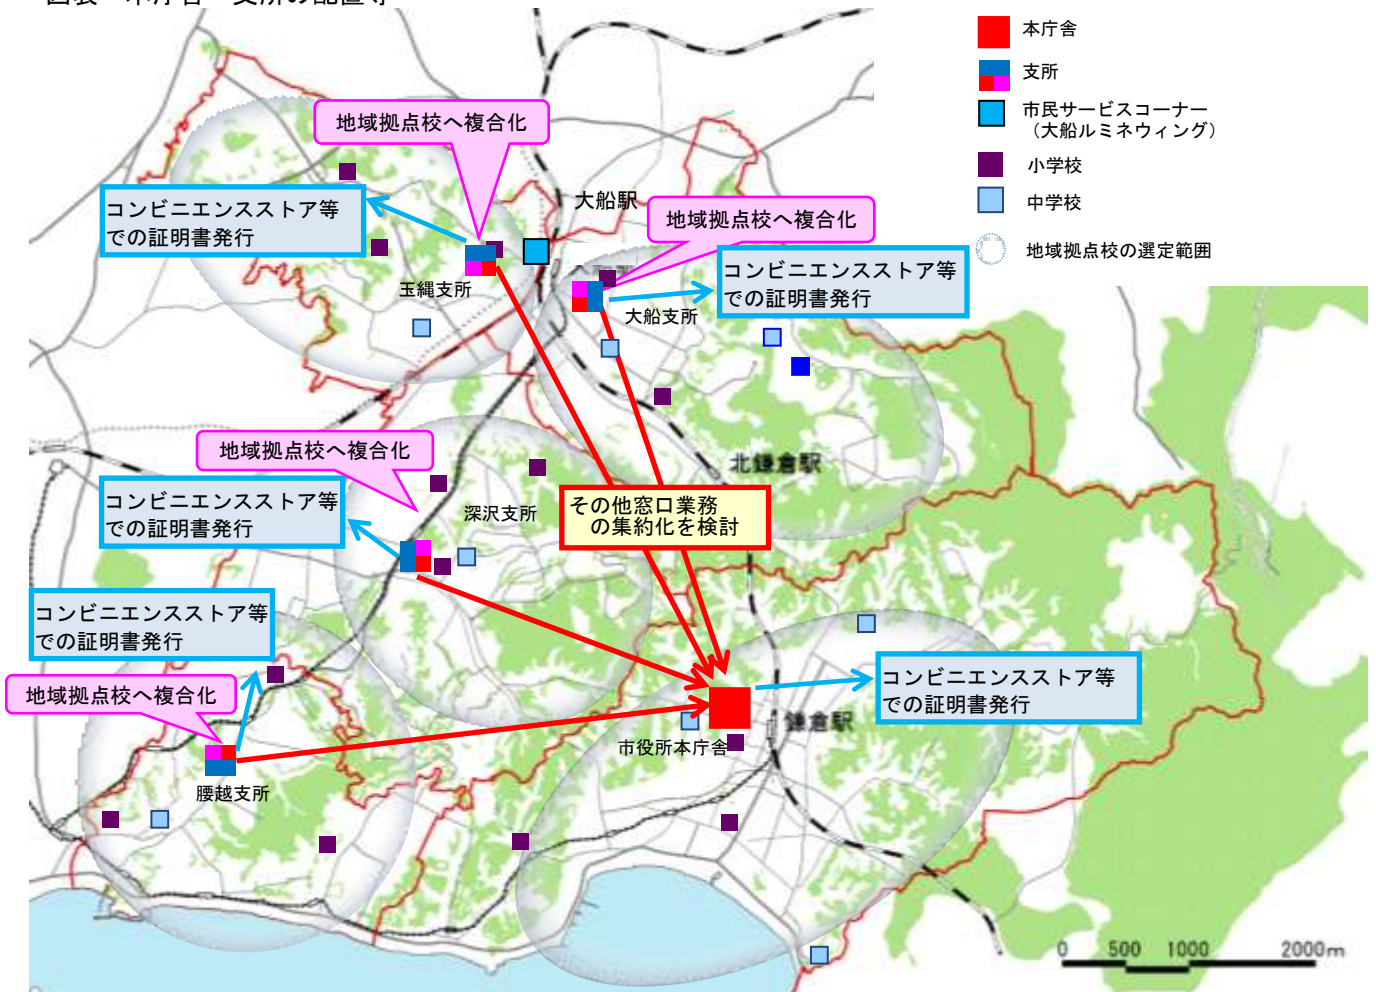 本庁舎
支所
市民サービスコーナー
（大船ルミネウィング）
小学校
中学校
地域拠点校の選定範囲
地域拠点校へ複合化
コンビニエンスストア等
での証明書発行
大船駅
地域拠点校へ複合化
コンビニエンスストア等
での証明書発行
玉縄支所
大船支所
地域拠点校へ複合化
北鎌倉駅
コンビニエンスストア等
での証明書発行
深沢支所
その他窓口業務
の集約化を検討
コンビニエンスストア等
での証明書発行
地域拠点校へ複合化
コンビニエンスストア等
での証明書発行
鎌倉駅
市役所本庁舎
腰越支所
0 500 1000 2000m